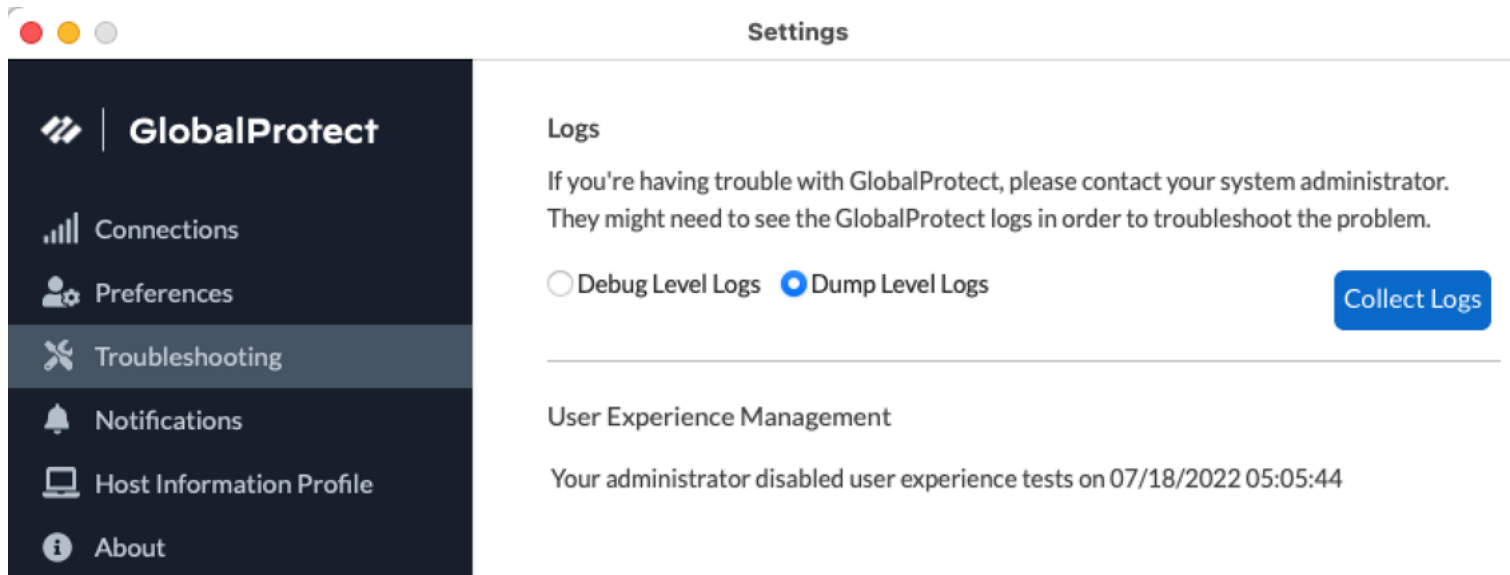 Settings
GlobalProtect
Connections
Preferences
Troubleshooting
Notifications
Host Information Profile
About
Logs
If you're having trouble with GlobalProtect, please contact your system administrator.
They might need to see the GlobalProtect logs in order to troubleshoot the problem.
Debug Level Logs Dump Level Logs
Collect Logs
User Experience Management
Your administrator disabled user experience tests on 07/18/2022 05:05:44